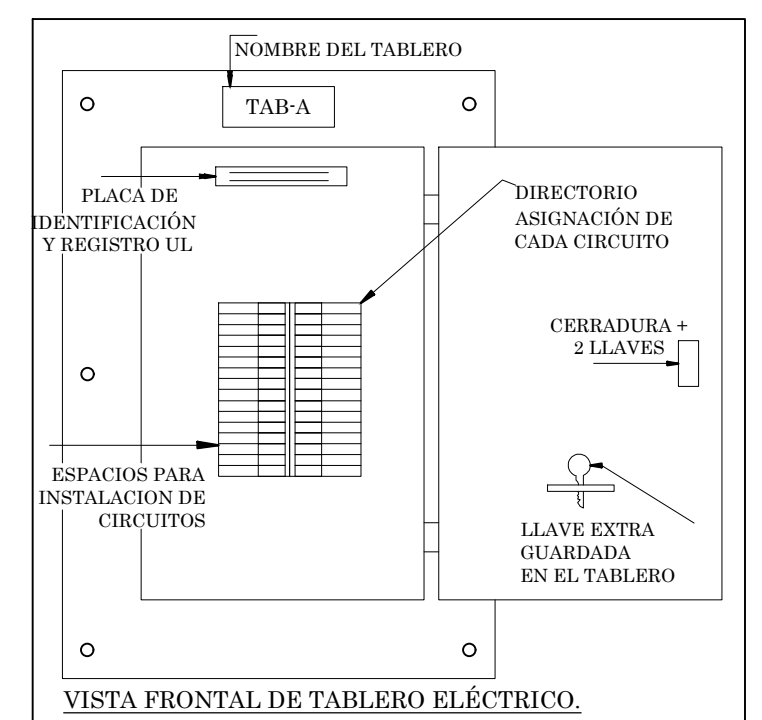 NOMBRE DEL TABLERO
TAB-A
PLACA DE
IDENTIFICACIÓN
Y REGISTRO UL
DIRECTORIO
ASIGNACIÓN DE
CADA CIRCUITO
CERRADURA +
2 LLAVES
ESPACIOS PARA
INSTALACION DE
CIRCUITOS
LLAVE EXTRA
GUARDADA
EN EL TABLERO
VISTA FRONTAL DE TABLERO ELÉCTRICO.